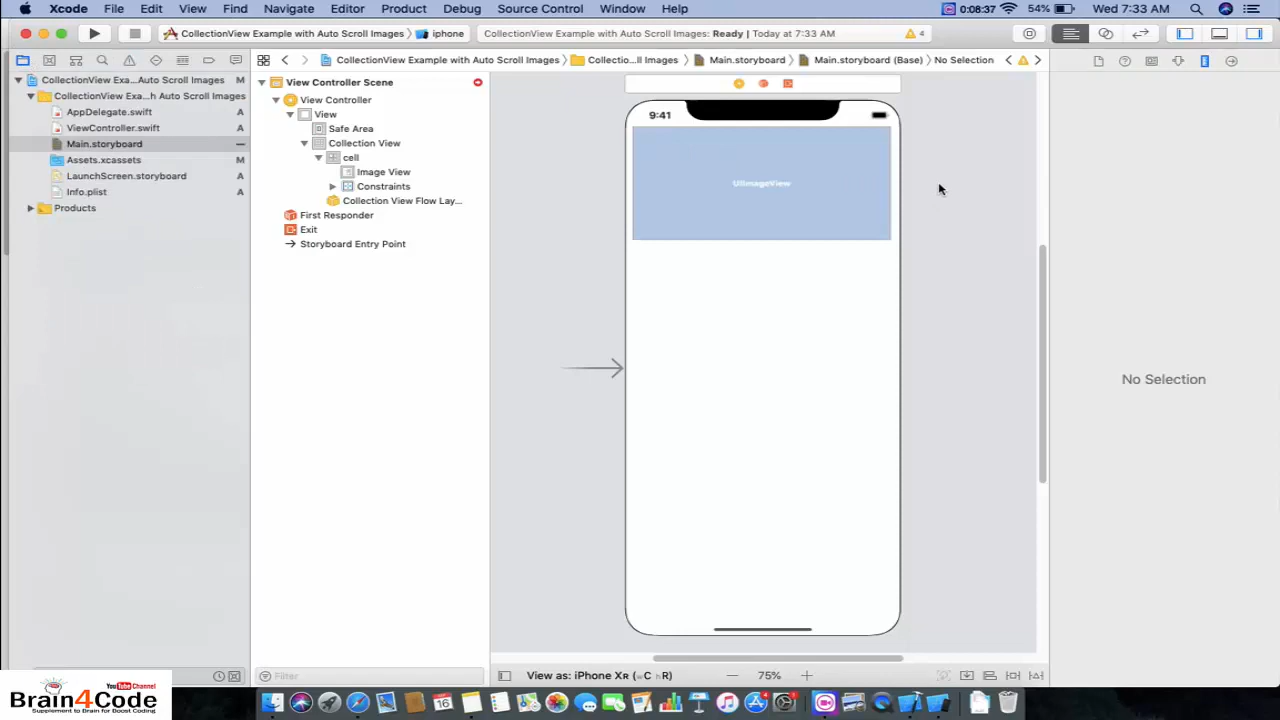 Xcode File Edit View Find Navigate Editor Product Debug Source Control Window Help 0:08:37 54% Wed 7:33 AM
CollectionView Example with Auto Scroll Images iphone CollectionView Example with Auto Scroll Images: Ready | Today at 7:33 AM 4
CollectionView Example with Auto Scroll Images Collectio...ll Images Main.storyboard Main.storyboard (Base) No Selection
CollectionView Exa...Auto Scroll Images M
CollectionView Exa...h Auto Scroll Images
AppDelegate.swift A
ViewController.swift A
Main.storyboard
Assets.xcassets M
LaunchScreen.storyboard A
Info.plist A
Products
View Controller Scene
View Controller
View
Safe Area
Collection View
cell
Image View
Constraints
Collection View Flow Lay...
First Responder
Exit
Storyboard Entry Point
9:41
UIImageView
No Selection
Filter
View as: iPhone XR (wC hR) 75%
YouTube Channel
Brain4Code
Supplement to Brain for Boost Coding
16